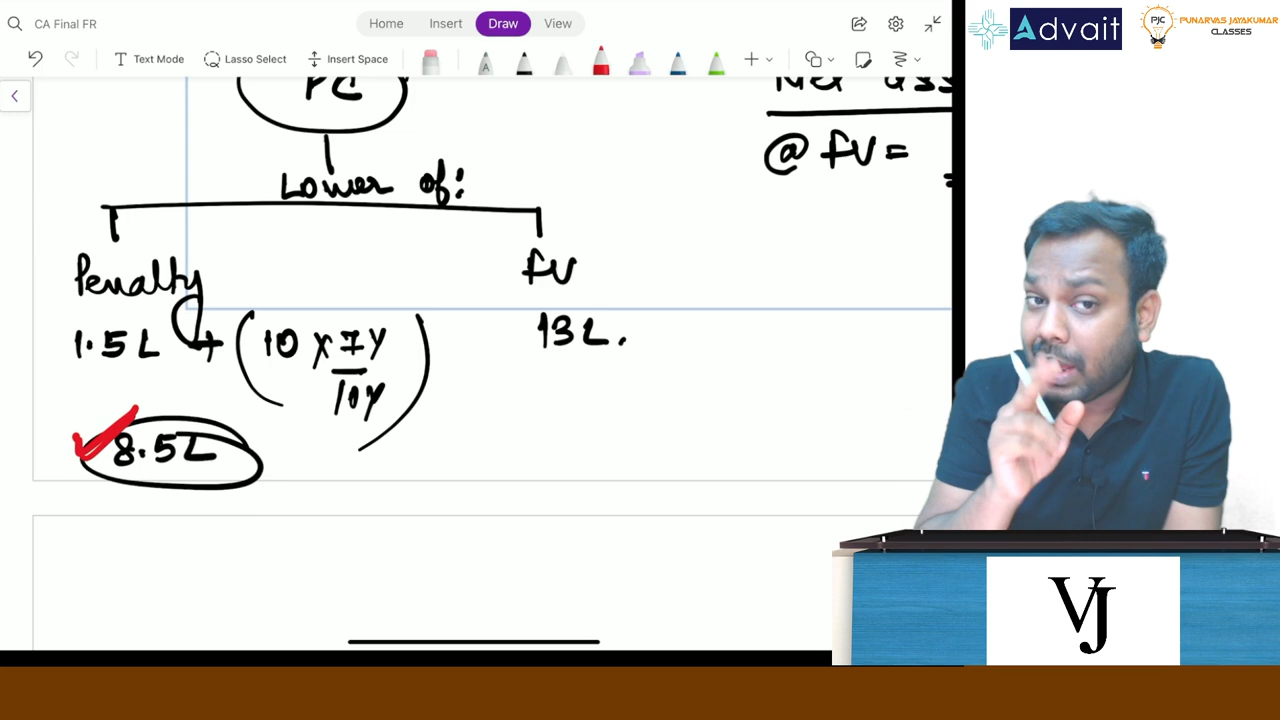 CA Final FR
Home Insert Draw View
Advait
PJC
PUNARVAS JAYAKUMAR
CLASSES
Text Mode
Lasso Select
Insert Space
@ FV =
Lower of:
Penalty
FV
1.5L + (10 x 7Y
10Y)
13L.
8.5L
VJ